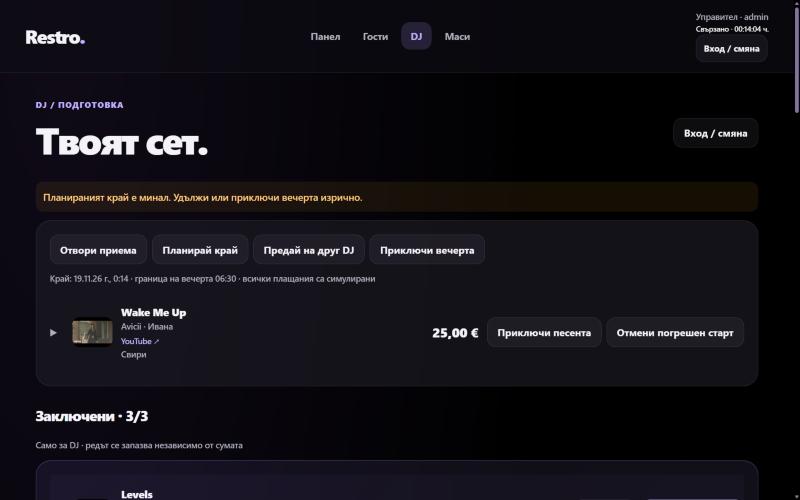 Restro.
Панел
Гости
DJ
Маси
Управител · admin
Свързано · 00:14:04 ч.
Вход / смяна
DJ / ПОДГОТОВКА
Твоят сет.
Вход / смяна
Планираният край е минал. Удължи или приключи вечерта изрично.
Отвори приема
Планирай край
Предай на друг DJ
Приключи вечерта
Край: 19.11.26 г., 0:14 · граница на вечерта 06:30 · всички плащания са симулирани
Wake Me Up
Avicii · Ивана
YouTube ↗
Свири
25,00 €
Приключи песента
Отмени погрешен старт
Заключени · 3/3
Само за DJ · редът се запазва независимо от сумата
Levels